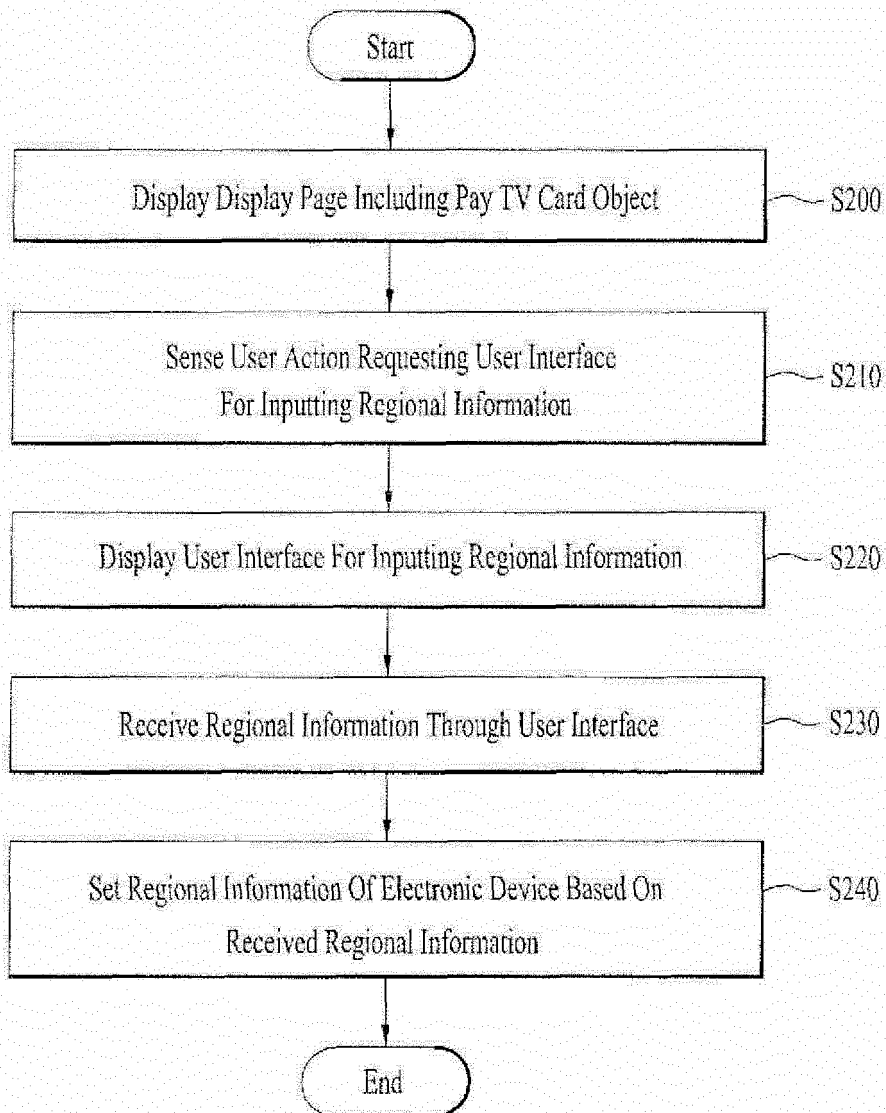 Start
Display Display Page Including Pay TV Card Object
S200
Sense User Action Requesting User Interface
For Inputting Regional Information
S210
Display User Interface For Inputting Regional Information
S220
Receive Regional Information Through User Interface
S230
Set Regional Information Of Electronic Device Based On
Received Regional Information
S240
End